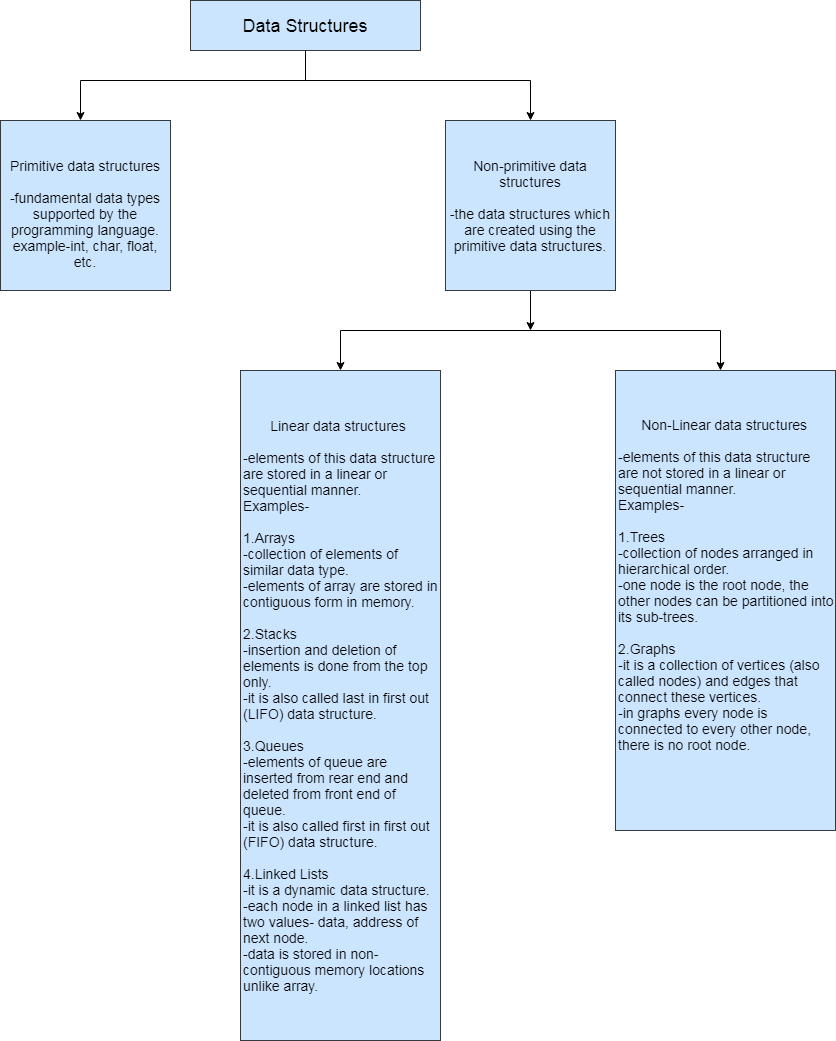 Data Structures
Primitive data structures
-fundamental data types
supported by the
programming language.
example-int, char, float,
etc.
Non-primitive data
structures
-the data structures which
are created using the
primitive data structures.
Linear data structures
-elements of this data structure
are stored in a linear or
sequential manner.
Examples-
1.Arrays
-collection of elements of
similar data type.
-elements of array are stored in
contiguous form in memory.
2.Stacks
-insertion and deletion of
elements is done from the top
only.
-it is also called last in first out
(LIFO) data structure.
3.Queues
-elements of queue are
inserted from rear end and
deleted from front end of
queue.
-it is also called first in first out
(FIFO) data structure.
4.Linked Lists
-it is a dynamic data structure.
-each node in a linked list has
two values- data, address of
next node.
-data is stored in non-
contiguous memory locations
unlike array.
Non-Linear data structures
-elements of this data structure
are not stored in a linear or
sequential manner.
Examples-
1.Trees
-collection of nodes arranged in
hierarchical order.
-one node is the root node, the
other nodes can be partitioned into
its sub-trees.
2.Graphs
-it is a collection of vertices (also
called nodes) and edges that
connect these vertices.
-in graphs every node is
connected to every other node,
there is no root node.